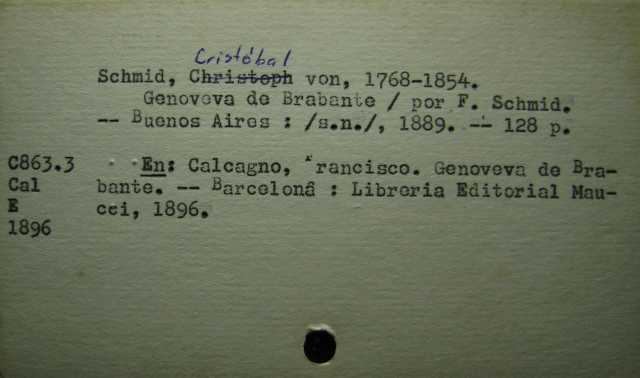 Cristóbal
Schmid, Christoph von, 1768-1854.
Genoveva de Brabante / por F. Schmid.
-- Buenos Aires : /s.n./, 1889. -- 128 p.
C863.3 En: Calcagno, Francisco. Genoveva de Bra-
Cal bante. -- Barcelona : Libreria Editorial Mau-
E cci, 1896.
1896